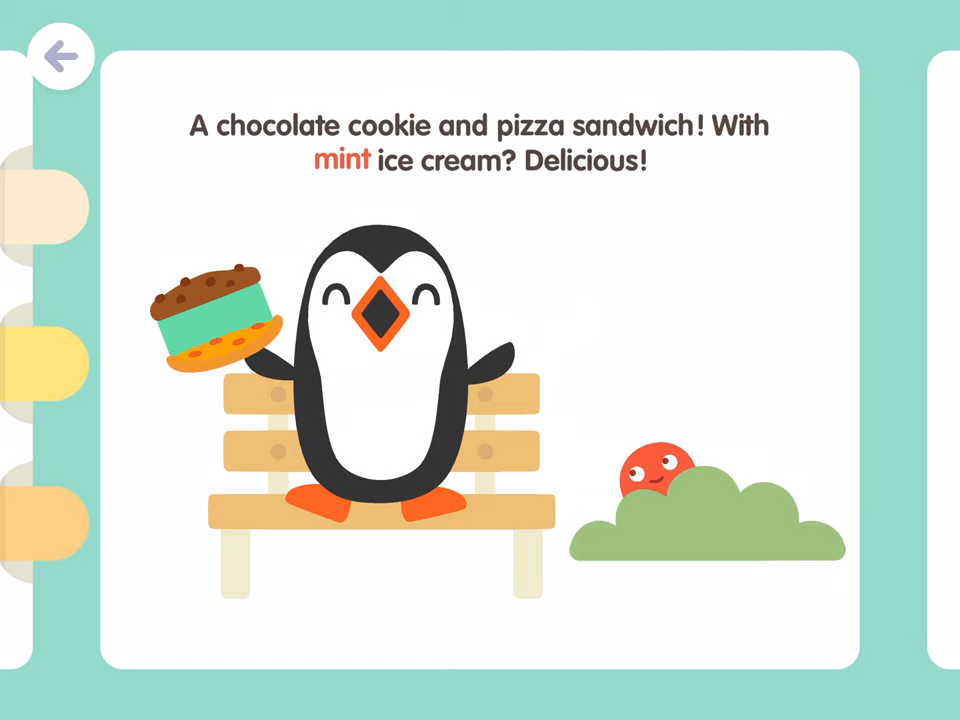 A chocolate cookie and pizza sandwich! With
mint ice cream? Delicious!